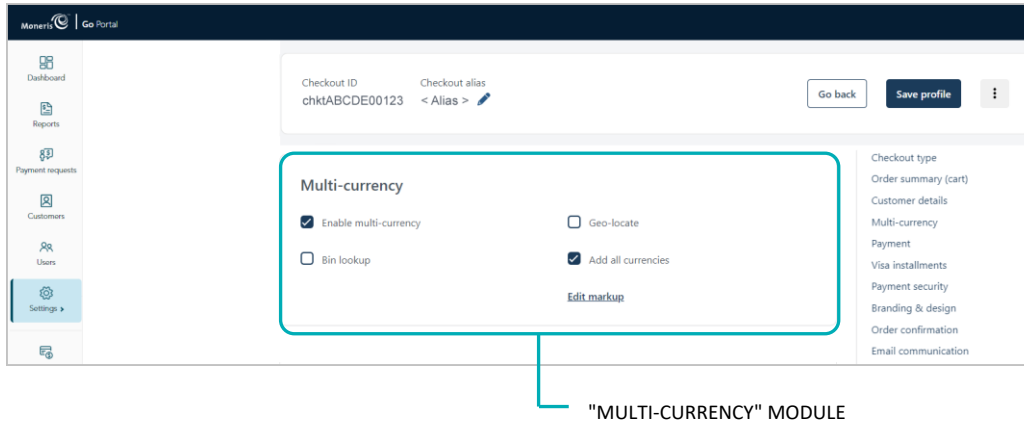 Moneris Go Portal
Dashboard
Reports
Payment requests
Customers
Users
Settings >
Checkout ID Checkout alias
chktABCDE00123 < Alias >
Go back Save profile
Multi-currency
Enable multi-currency Geo-locate
Bin lookup Add all currencies
Edit markup
Checkout type
Order summary (cart)
Customer details
Multi-currency
Payment
Visa installments
Payment security
Branding & design
Order confirmation
Email communication
"MULTI-CURRENCY" MODULE